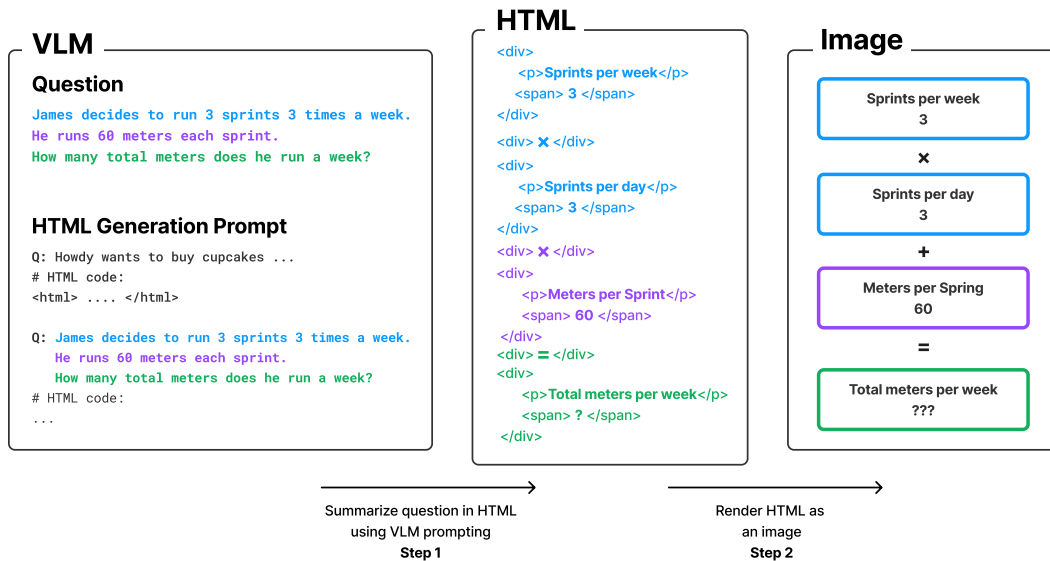 VLM
Question
James decides to run 3 sprints 3 times a week.
He runs 60 meters each sprint.
How many total meters does he run a week?
HTML Generation Prompt
Q: Howdy wants to buy cupcakes ...
# HTML code:
<html> .... </html>
Q: James decides to run 3 sprints 3 times a week.
He runs 60 meters each sprint.
How many total meters does he run a week?
# HTML code:
...
HTML
<div>
<p>Sprints per week</p>
<span> 3 </span>
</div>
<div> × </div>
<div>
<p>Sprints per day</p>
<span> 3 </span>
</div>
<div> × </div>
<div>
<p>Meters per Sprint</p>
<span> 60 </span>
</div>
<div> = </div>
<div>
<p>Total meters per week</p>
<span> ? </span>
</div>
Image
Sprints per week
3
×
Sprints per day
3
+
Meters per Spring
60
=
Total meters per week
???
Summarize question in HTML
using VLM prompting
Step 1
Render HTML as
an image
Step 2